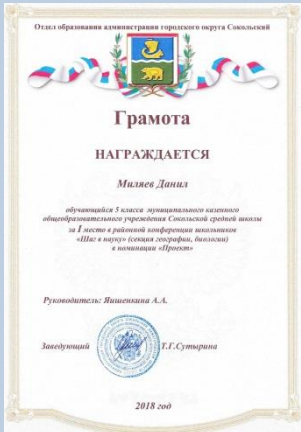 Отдел образования администрации городского округа Сокольский
Грамота
НАГРАЖДАЕТСЯ
Миляев Данил
обучающийся 5 класса муниципального казенного
общеобразовательного учреждения Сокольской средней школы
за I место в районной конференции школьников
«Шаг в науку» (секция географии, биологии)
в номинации «Проект»
Руководитель: Яишенкина А.А.
Заведующий Т.Г.Сутырина
2018 год